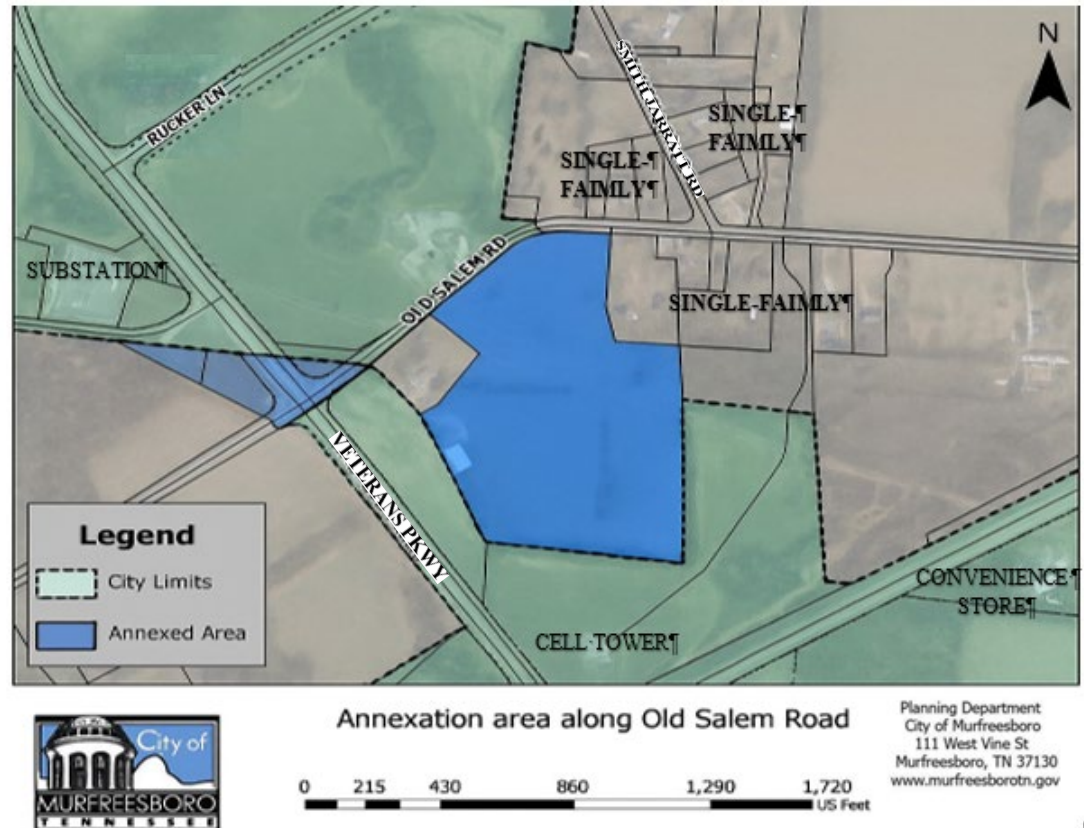 N
SMITH JARRATT RD
SINGLE-¶
FAIMLY¶
RUCKER LN
SINGLE-¶
FAIMLY¶
SUBSTATION¶
OLD SALEM RD
SINGLE-FAIMLY¶
VETERANS PKWY
Legend
City Limits
Annexed Area
CONVENIENCE¶
STORE¶
CELL·TOWER¶
City of
MURFREESBORO
TENNESSEE
Annexation area along Old Salem Road
0 215 430 860 1,290 1,720
US Feet
Planning Department
City of Murfreesboro
111 West Vine St
Murfreesboro, TN 37130
www.murfreesborotn.gov